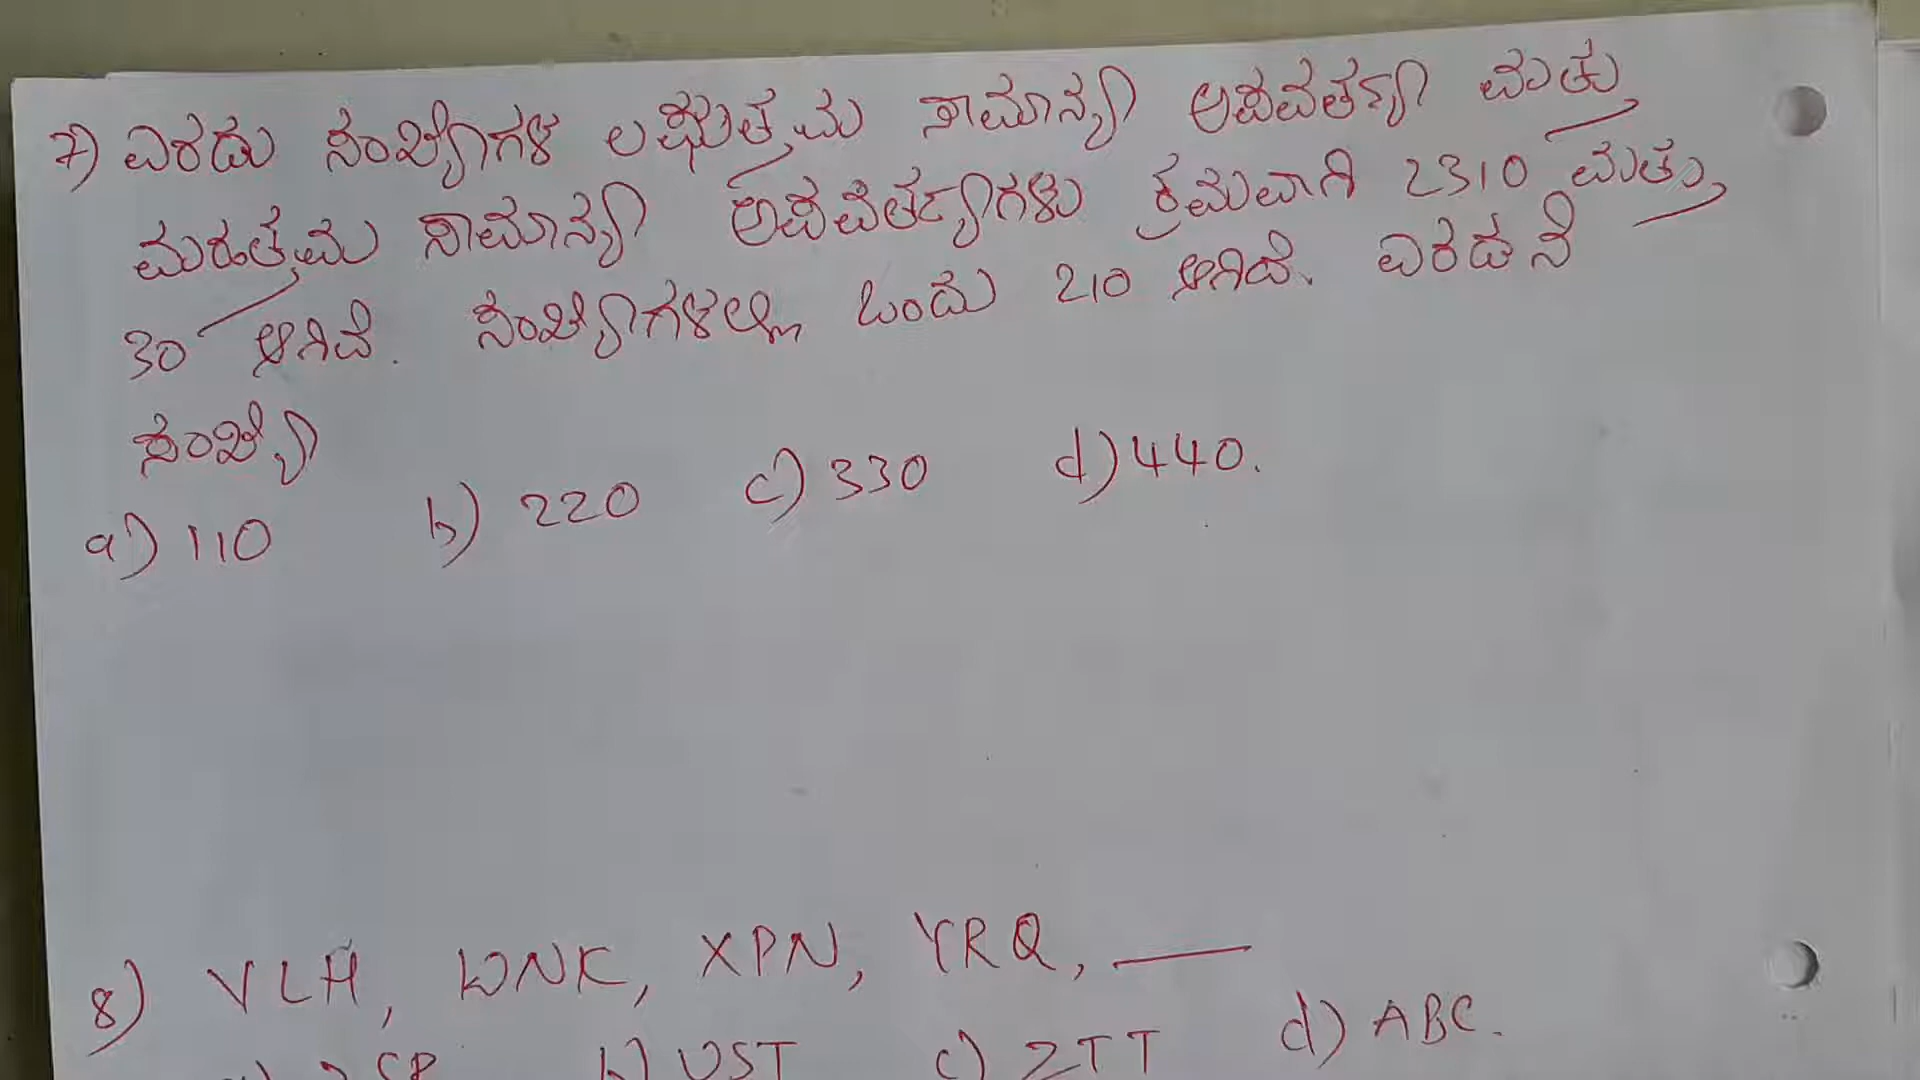 7) ಎರಡು ಸಂಖ್ಯೆಗಳ ಲಘುತ್ತಮ ಸಾಮಾನ್ಯ ಅಪವರ್ತ್ಯ ಮತ್ತು
ಮಹತ್ತಮ ಸಾಮಾನ್ಯ ಅಪವರ್ತ್ಯಗಳು ಕ್ರಮವಾಗಿ 2310 ಮತ್ತು
30 ಆಗಿವೆ. ಸಂಖ್ಯೆಗಳಲ್ಲಿ ಒಂದು 210 ಆಗಿದೆ. ಎರಡನೆ
ಸಂಖ್ಯೆ
a) 110 b) 220 c) 330 d) 440.
8) VLH, WNK, XPN, YRQ, ___
b) UST c) ZTT d) ABC.